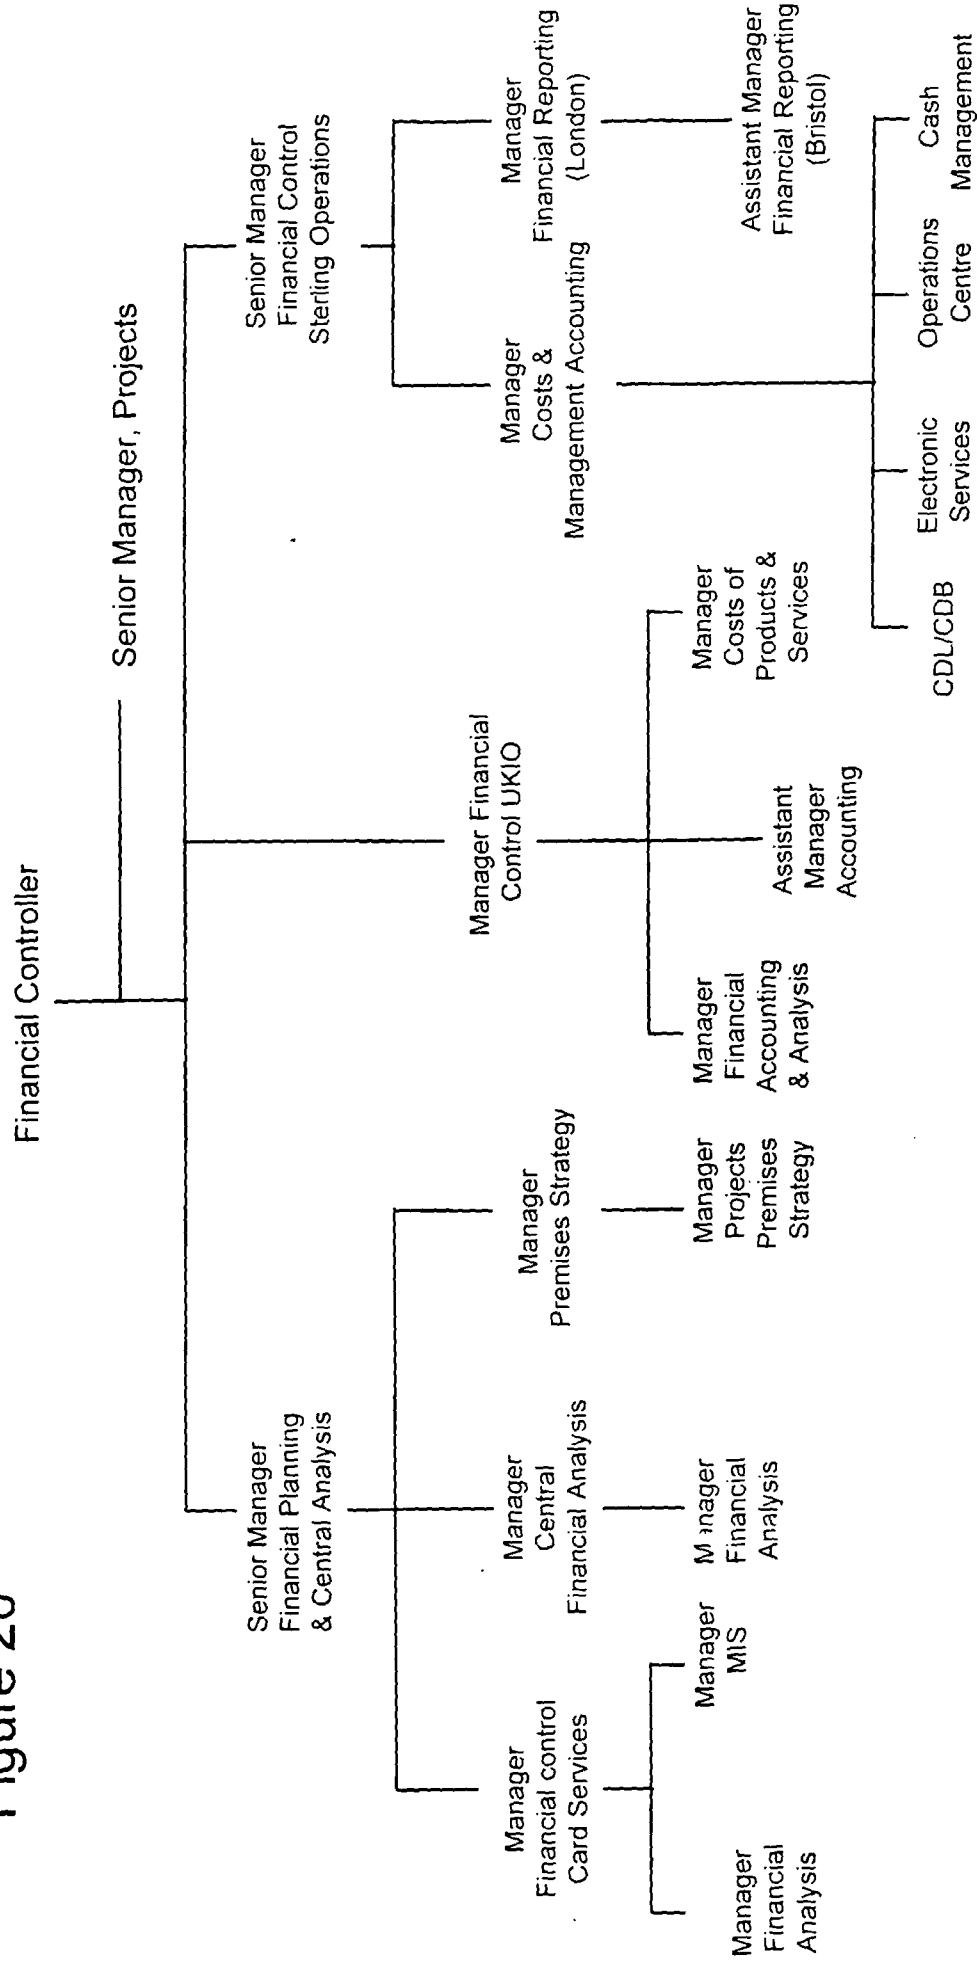 Figure 20
Financial Controller
Senior Manager, Projects
Senior Manager
Financial Planning
& Central Analysis
Senior Manager
Financial Control
Sterling Operations
Manager Financial
Control UKIO
Manager
Financial control
Card Services
Manager
Central
Financial Analysis
Manager
Premises Strategy
Manager
Costs &
Management Accounting
Manager
Financial Reporting
(London)
Manager
Financial
Analysis
Manager
MIS
M nager
Financial
Analysis
Manager
Projects
Premises
Strategy
Manager
Financial
Accounting
& Analysis
Assistant
Manager
Accounting
Manager
Costs of
Products &
Services
Assistant Manager
Financial Reporting
(Bristol)
CDL/CDB
Electronic
Services
Operations
Centre
Cash
Management